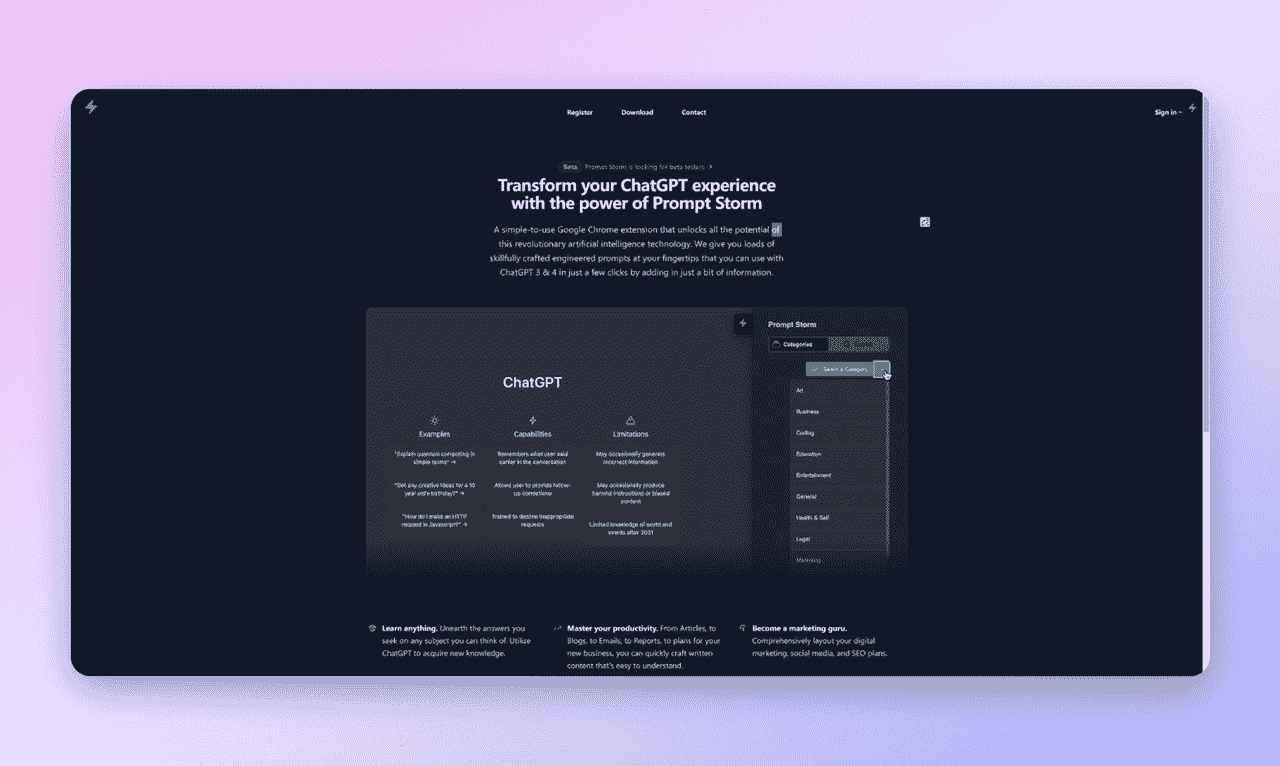 Register Download Contact Sign in
Beta Prompt Storm is looking for beta testers
Transform your ChatGPT experience
with the power of Prompt Storm
A simple-to-use Google Chrome extension that unlocks all the potential of
this revolutionary artificial intelligence technology. We give you loads of
skillfully crafted engineered prompts at your fingertips that you can use with
ChatGPT 3 & 4 in just a few clicks by adding in just a bit of information.
ChatGPT
Examples
"Explain quantum computing in
simple terms" →
"Got any creative ideas for a 10
year old's birthday?" →
"How do I make an HTTP
request in Javascript?" →
Capabilities
Remembers what user said
earlier in the conversation
Allows user to provide follow-
up corrections
Trained to decline inappropriate
requests
Limitations
May occasionally generate
incorrect information
May occasionally produce
harmful instructions or biased
content
Limited knowledge of world and
events after 2021
Prompt Storm
Categories
Select a Category
Art
Business
Coding
Education
Entertainment
General
Health & Self
Legal
Marketing
Learn anything. Unearth the answers you
seek on any subject you can think of. Utilize
ChatGPT to acquire new knowledge.
Master your productivity. From Articles, to
Blogs, to Emails, to Reports, to plans for your
new business, you can quickly craft written
content that's easy to understand.
Become a marketing guru.
Comprehensively layout your digital
marketing, social media, and SEO plans.